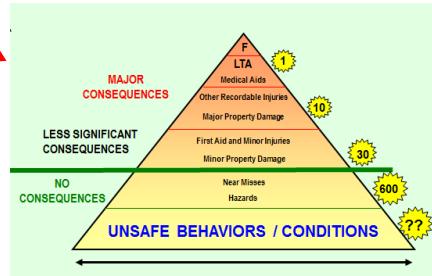 F
1
LTA
MAJOR
CONSEQUENCES
Medical Aids
Other Recordable Injuries
10
Major Property Damage
LESS SIGNIFICANT
CONSEQUENCES
First Aid and Minor Injuries
30
Minor Property Damage
NO
CONSEQUENCES
Near Misses
600
Hazards
??
UNSAFE BEHAVIORS / CONDITIONS